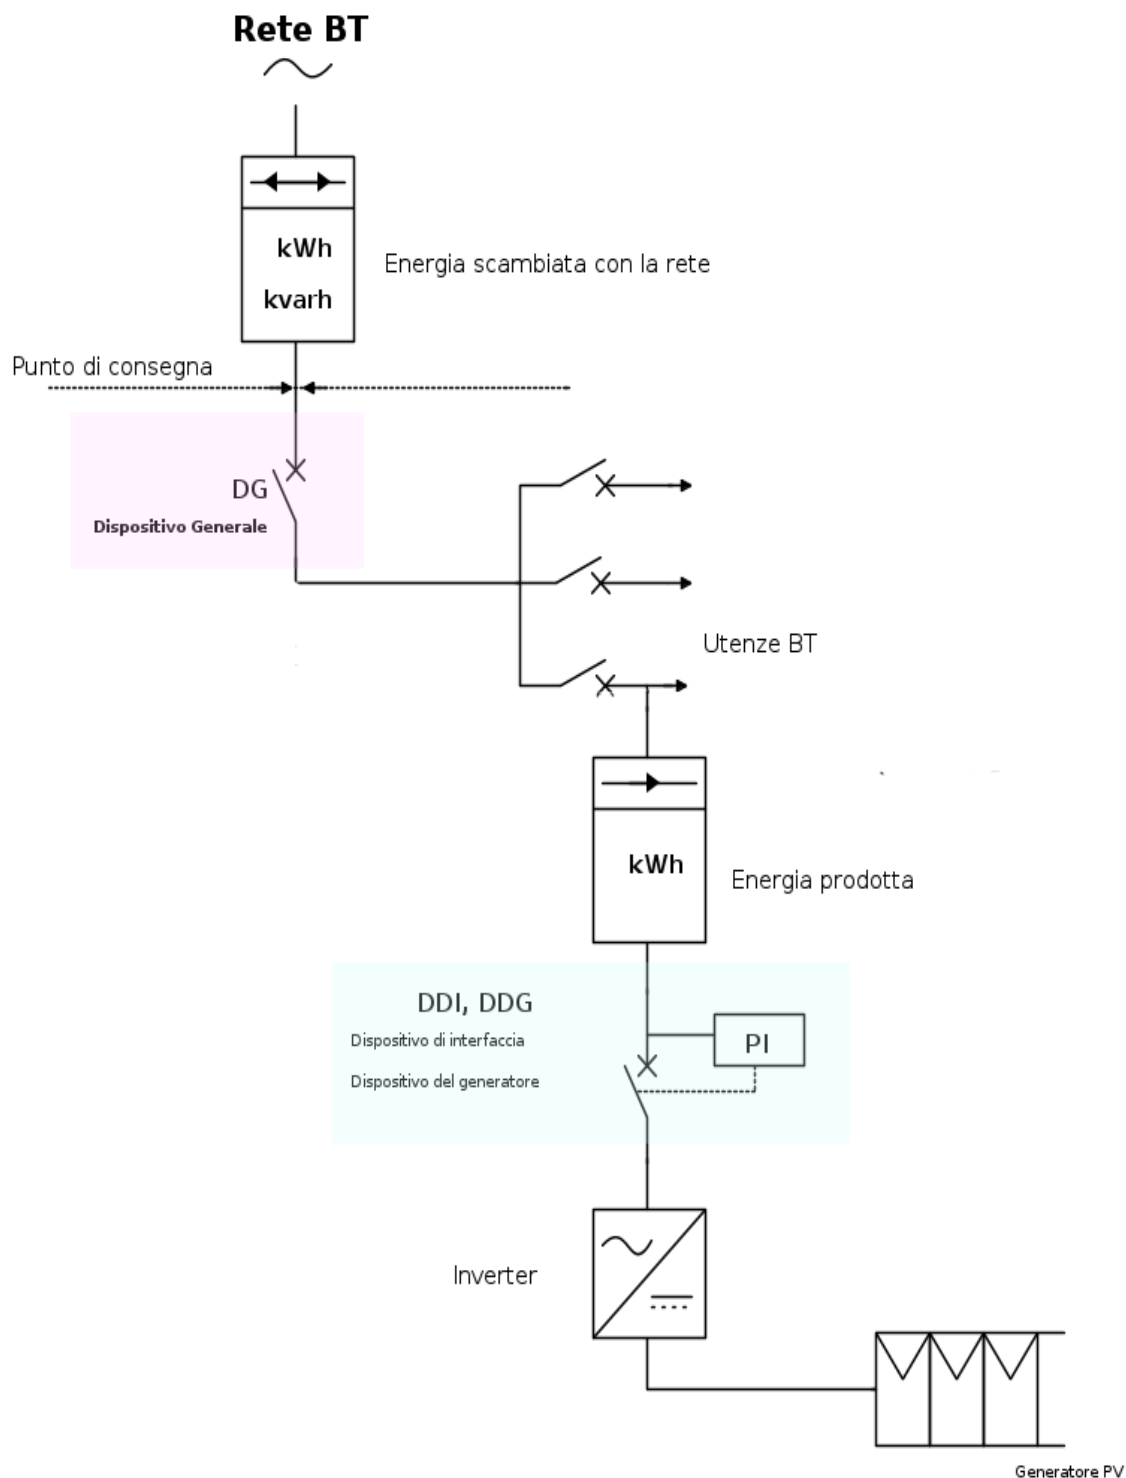 Rete BT
kWh
kvarh
Energia scambiata con la rete
Punto di consegna
DG
Dispositivo Generale
Utenze BT
kWh
Energia prodotta
DDI, DDG
Dispositivo di interfaccia
Dispositivo del generatore
PI
Inverter
Generatore PV